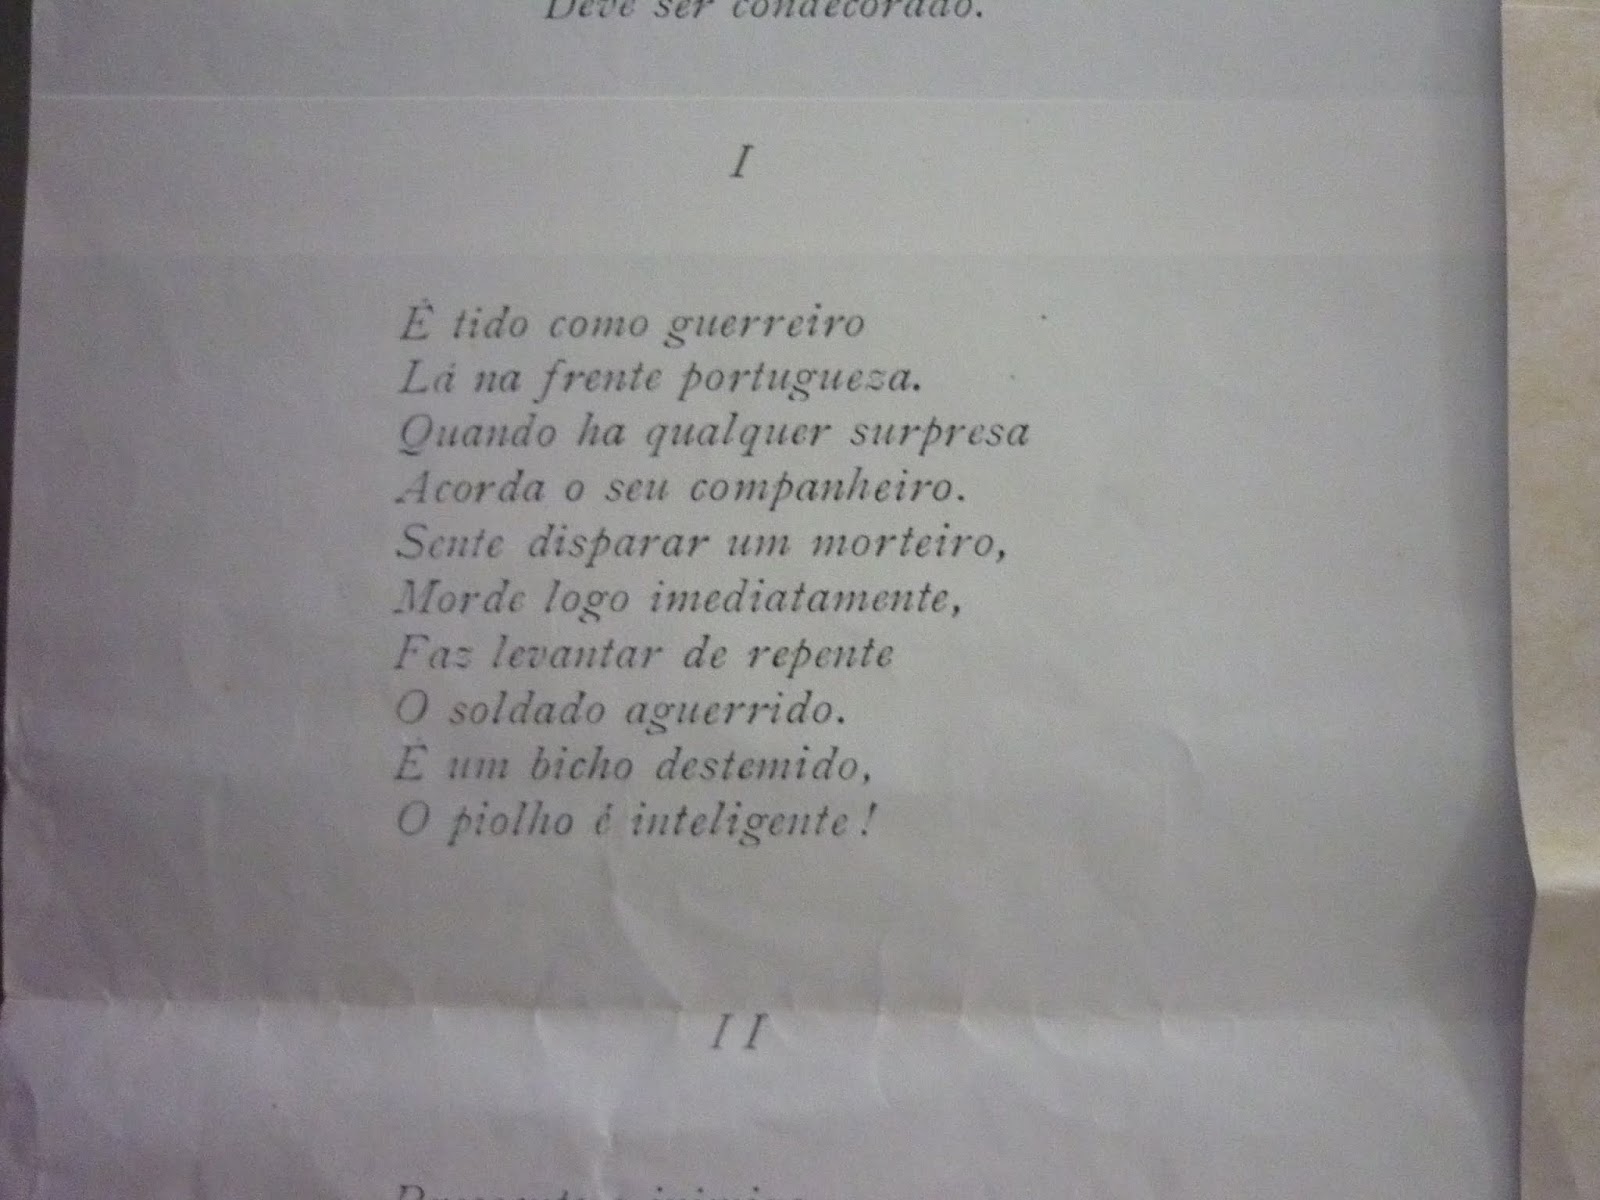 Deve ser condecorado.
I
É tido como guerreiro
Lá na frente portugueza.
Quando ha qualquer surpresa
Acorda o seu companheiro.
Sente disparar um morteiro,
Morde logo imediatamente,
Faz levantar de repente
O soldado aguerrido.
É um bicho destemido,
O piolho é inteligente !
II